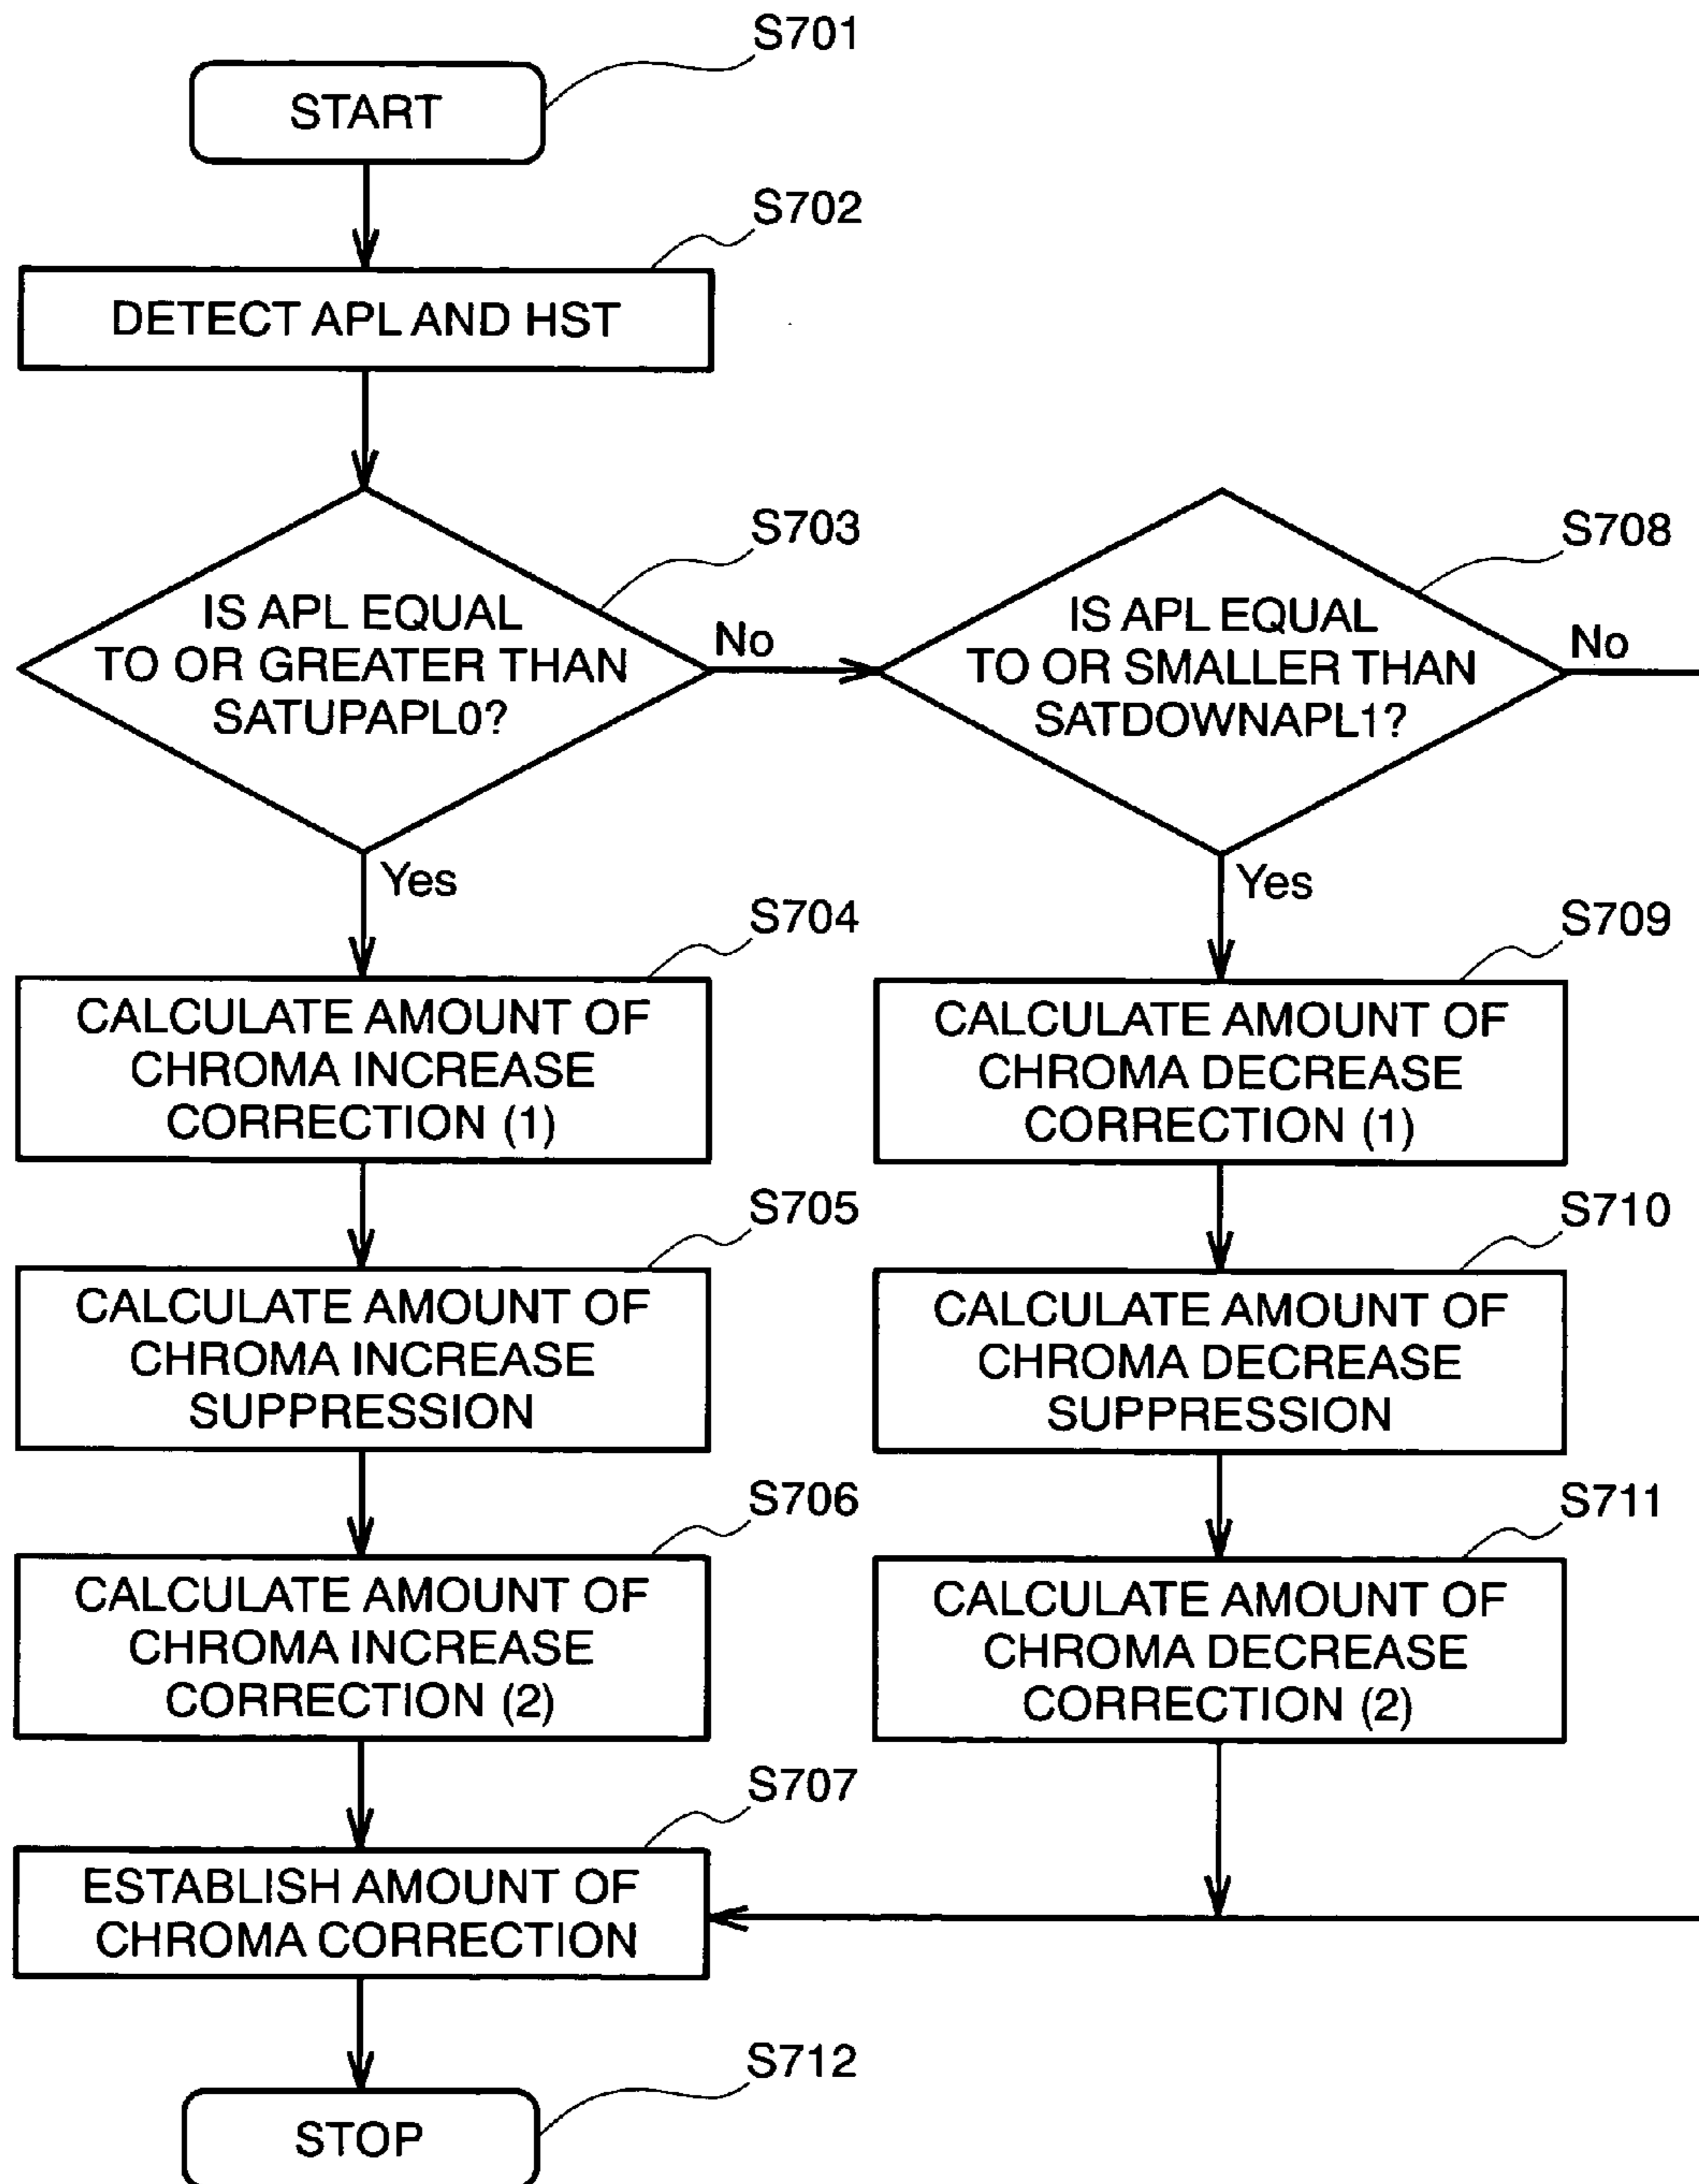 S701
START
S702
DETECT APL AND HST
S703
IS APL EQUAL
TO OR GREATER THAN
SATUPAPL0?
No
Yes
S708
IS APL EQUAL
TO OR SMALLER THAN
SATDOWNAPL1?
No
Yes
S704
CALCULATE AMOUNT OF
CHROMA INCREASE
CORRECTION (1)
S709
CALCULATE AMOUNT OF
CHROMA DECREASE
CORRECTION (1)
S705
CALCULATE AMOUNT OF
CHROMA INCREASE
SUPPRESSION
S710
CALCULATE AMOUNT OF
CHROMA DECREASE
SUPPRESSION
S706
CALCULATE AMOUNT OF
CHROMA INCREASE
CORRECTION (2)
S711
CALCULATE AMOUNT OF
CHROMA DECREASE
CORRECTION (2)
S707
ESTABLISH AMOUNT OF
CHROMA CORRECTION
S712
STOP